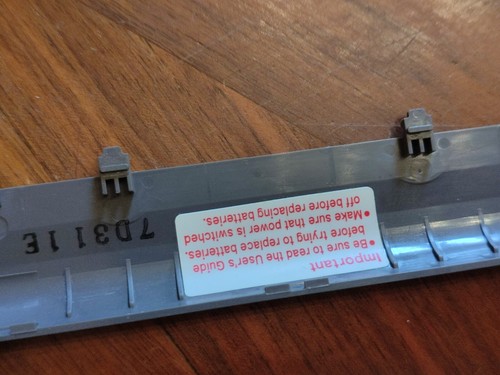 Important
• Be sure to read the User's Guide
before trying to replace batteries.
• Make sure that power is switched
off before replacing batteries.
7D311E